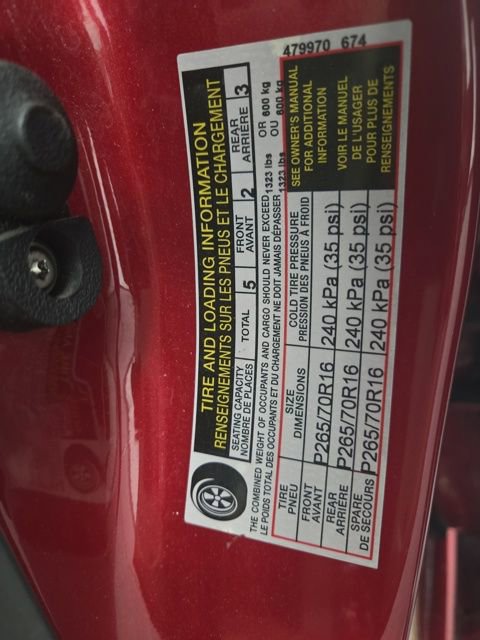 479970 674
TIRE AND LOADING INFORMATION
RENSEIGNEMENTS SUR LES PNEUS ET LE CHARGEMENT
SEATING CAPACITY
NOMBRE DE PLACES
TOTAL 5
FRONT
AVANT 2
REAR
ARRIÈRE 3
THE COMBINED WEIGHT OF OCCUPANTS AND CARGO SHOULD NEVER EXCEED 1323 lbs OR 600 kg
LE POIDS TOTAL DES OCCUPANTS ET DU CHARGEMENT NE DOIT JAMAIS DÉPASSER 1323 lbs OU 600 kg
TIRE
PNEU
SIZE
DIMENSIONS
COLD TIRE PRESSURE
PRESSION DES PNEUS À FROID
FRONT
AVANT
P265/70R16 240 kPa (35 psi)
REAR
ARRIÈRE
P265/70R16 240 kPa (35 psi)
SPARE
DE SECOURS
P265/70R16 240 kPa (35 psi)
SEE OWNER'S MANUAL
FOR ADDITIONAL
INFORMATION
VOIR LE MANUEL
DE L'USAGER
POUR PLUS DE
RENSEIGNEMENTS